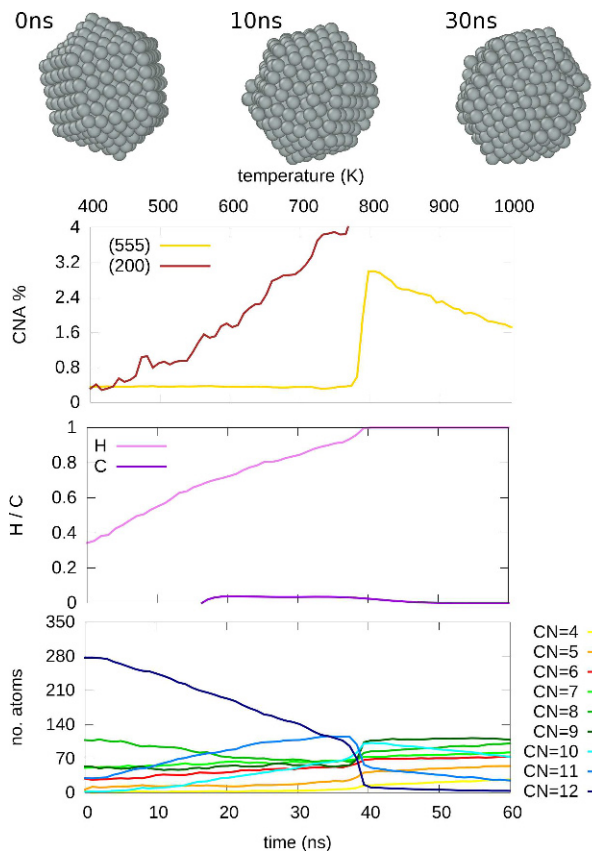 0ns 10ns 30ns
temperature (K)
400 500 600 700 800 900 1000
4
(555)
(200)
3.2
2.4
CNA %
1.6
0.8
0
1
H
C
0.8
0.6
H / C
0.4
0.2
0
350
280
210
no. atoms
140
70
0
CN=4
CN=5
CN=6
CN=7
CN=8
CN=9
CN=10
CN=11
CN=12
0 10 20 30 40 50 60
time (ns)